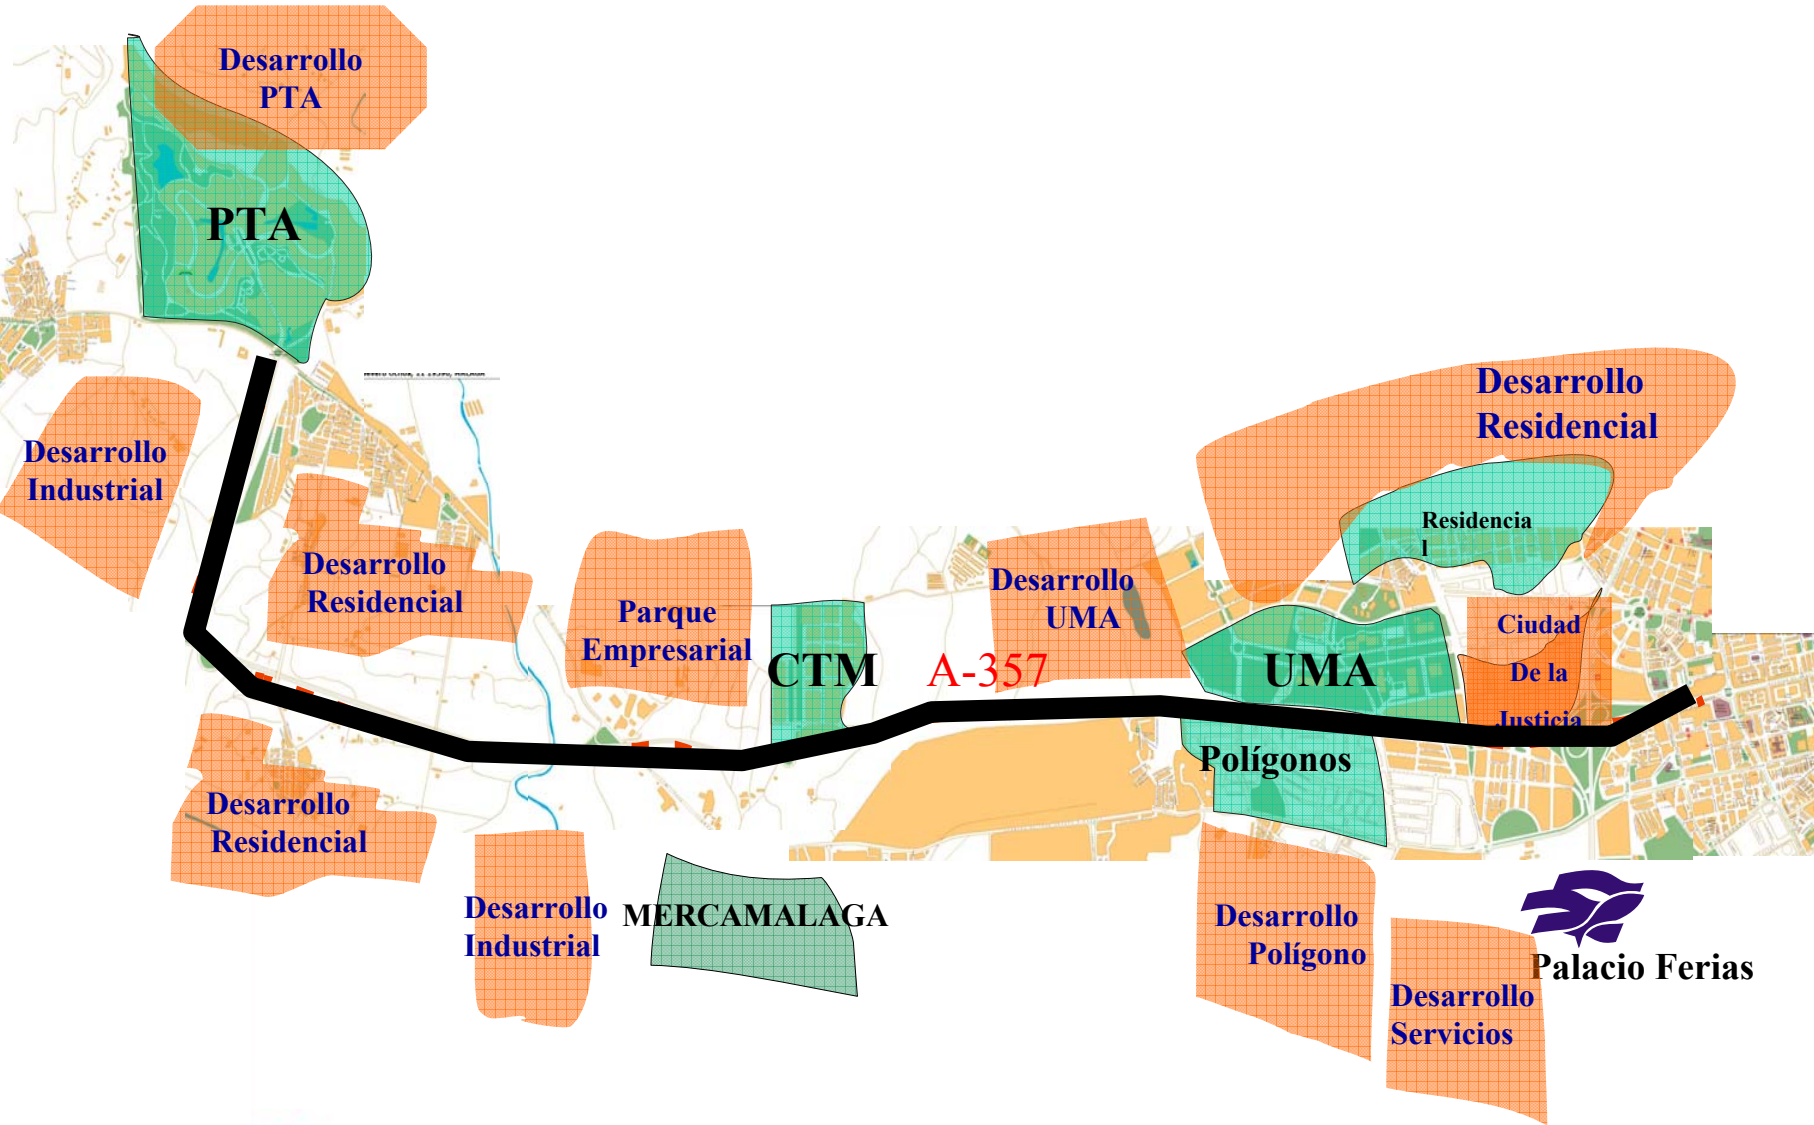 Desarrollo
PTA
PTA
Desarrollo
Residencial
Desarrollo
Industrial
Residencia
l
Desarrollo
Residencial
Desarrollo
UMA
Parque
Empresarial
Ciudad
De la
Justicia
CTM
A-357
UMA
Polígonos
Desarrollo
Residencial
Desarrollo
Industrial
MERCAMALAGA
Desarrollo
Polígono
Palacio Ferias
Desarrollo
Servicios